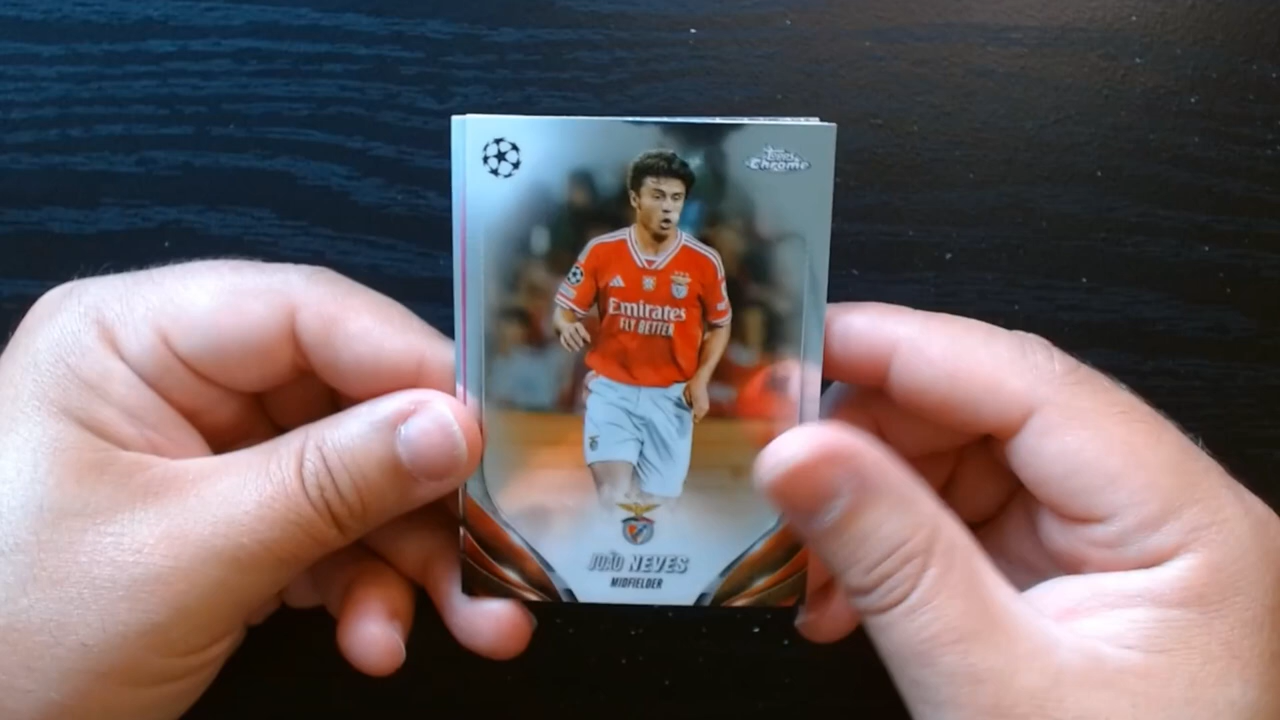 Topps
Chrome
Emirates
FLY BETTER
JOÃO NEVES
MIDFIELDER